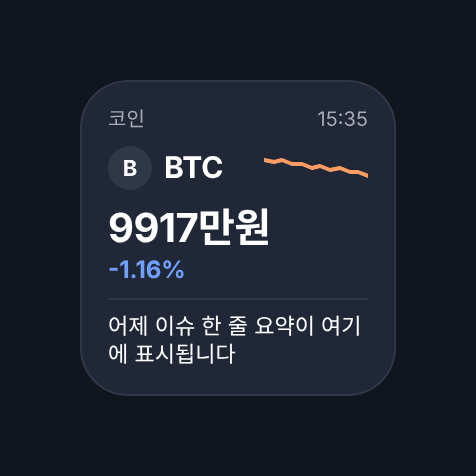 코인 15:35
B BTC
9917만원
-1.16%
어제 이슈 한 줄 요약이 여기
에 표시됩니다